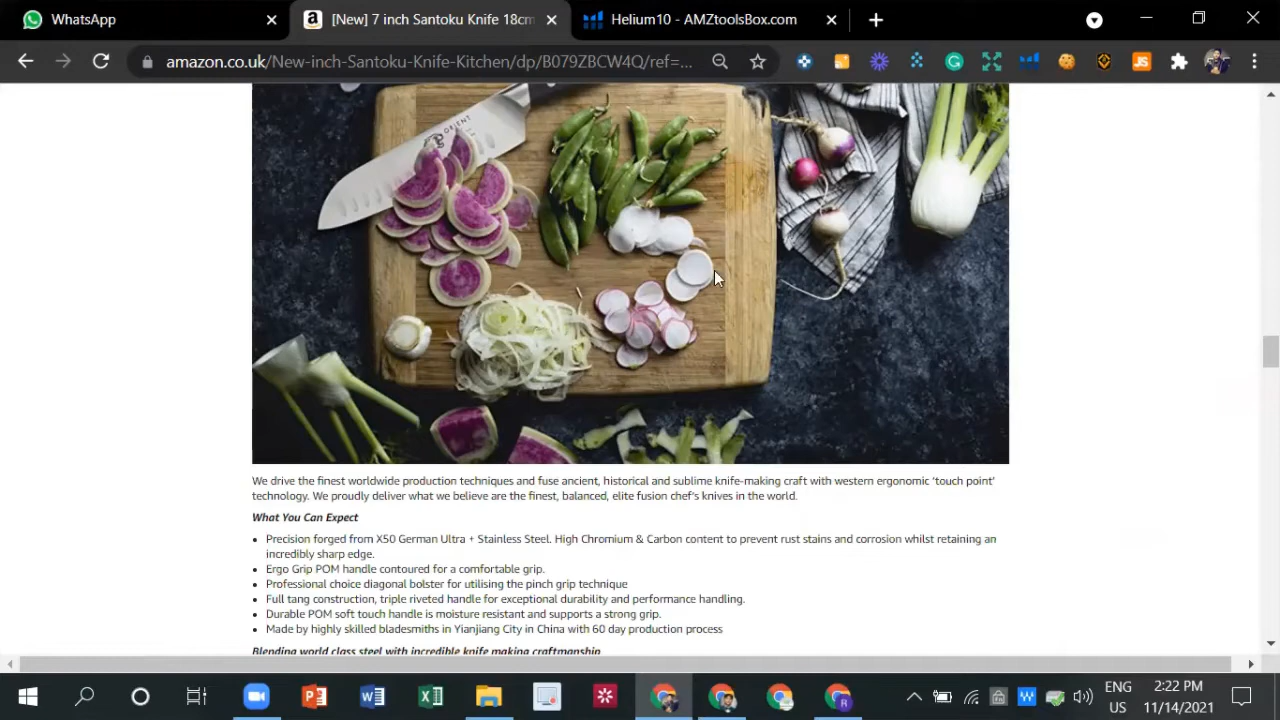 WhatsApp
[New] 7 inch Santoku Knife 18cm
Helium10 - AMZtoolsBox.com
amazon.co.uk/New-inch-Santoku-Knife-Kitchen/dp/B079ZBCW4Q/ref=...
ORIENT
We drive the finest worldwide production techniques and fuse ancient, historical and sublime knife-making craft with western ergonomic ‘touch point’
technology. We proudly deliver what we believe are the finest, balanced, elite fusion chef's knives in the world.
What You Can Expect
Precision forged from X50 German Ultra + Stainless Steel. High Chromium & Carbon content to prevent rust stains and corrosion whilst retaining an
incredibly sharp edge.
Ergo Grip POM handle contoured for a comfortable grip.
Professional choice diagonal bolster for utilising the pinch grip technique
Full tang construction, triple riveted handle for exceptional durability and performance handling.
Durable POM soft touch handle is moisture resistant and supports a strong grip.
Made by highly skilled bladesmiths in Yianjiang City in China with 60 day production process
Blending world class steel with incredible knife making craftmanship
ENG
US
2:22 PM
11/14/2021